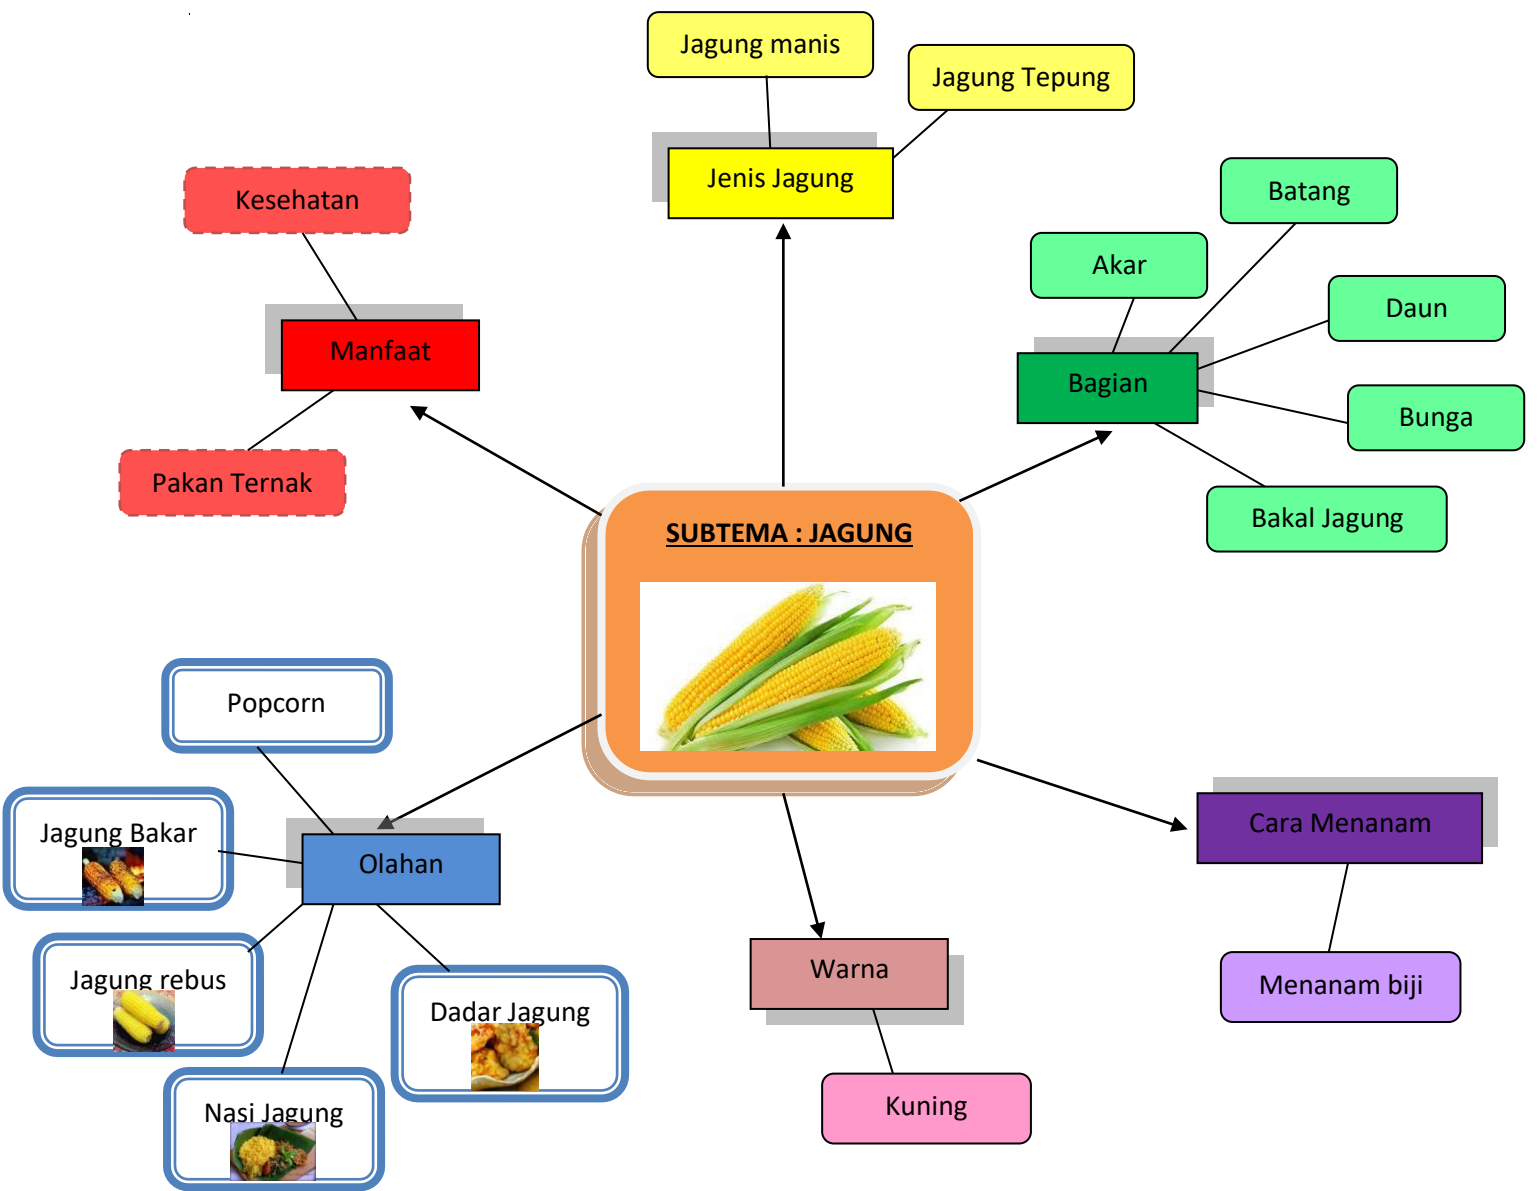 Jagung manis
Jagung Tepung
Jenis Jagung
Kesehatan
Manfaat
Pakan Ternak
Batang
Akar
Daun
Bagian
Bunga
Bakal Jagung
SUBTEMA : JAGUNG
Popcorn
Jagung Bakar
Olahan
Jagung rebus
Dadar Jagung
Nasi Jagung
Cara Menanam
Menanam biji
Warna
Kuning